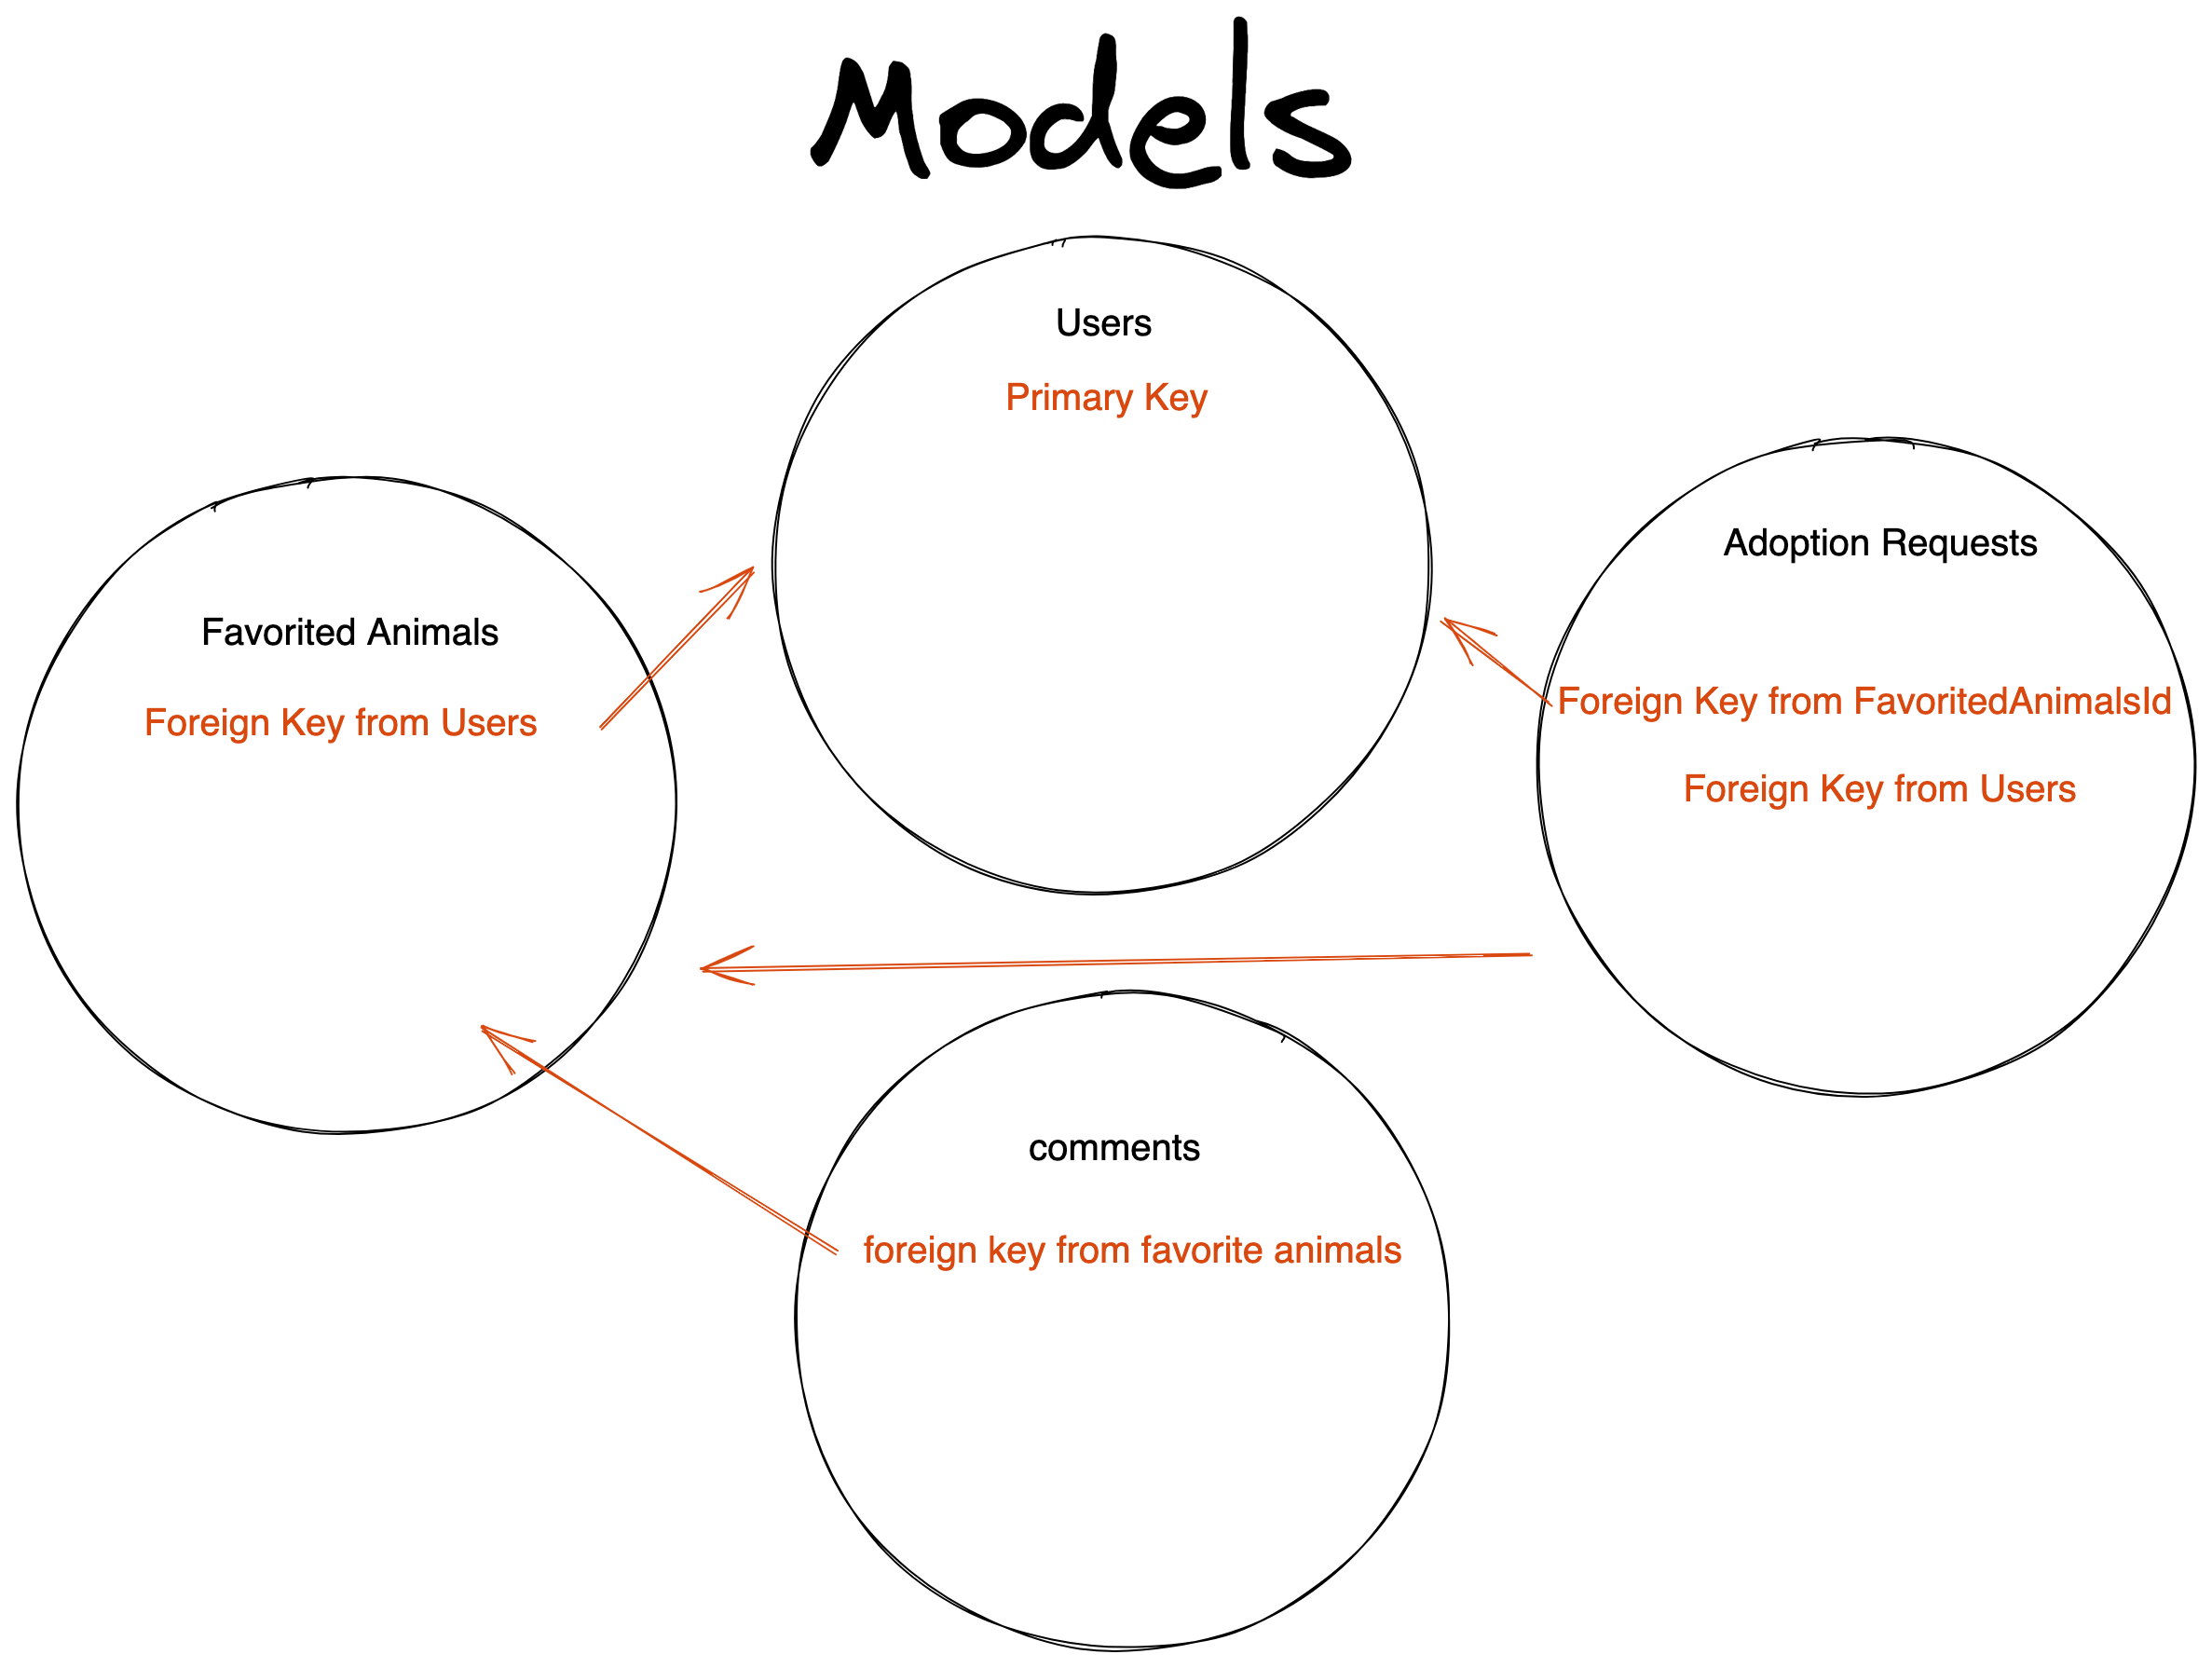 Models
Users
Primary Key
Adoption Requests
Foreign Key from FavoritedAnimalsId
Foreign Key from Users
Favorited Animals
Foreign Key from Users
comments
foreign key from favorite animals